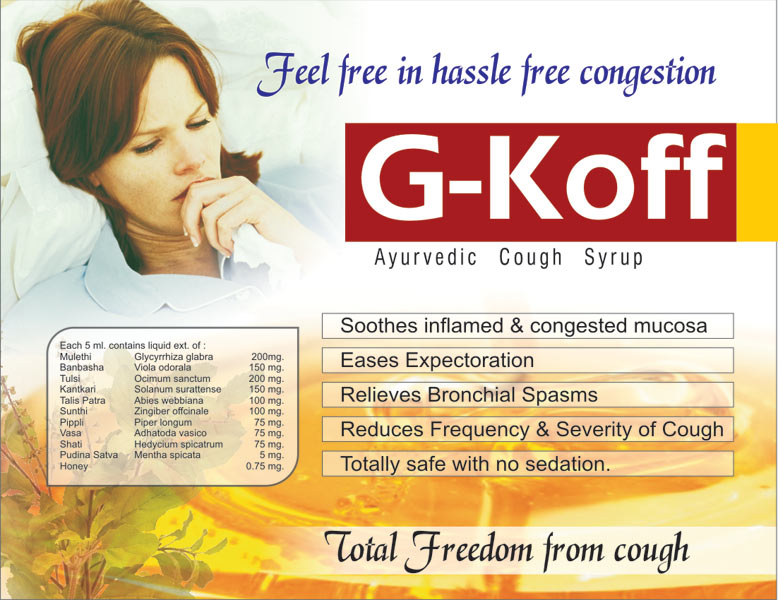 Feel free in hassle free congestion
G-Koff
Ayurvedic Cough Syrup
Soothes inflamed & congested mucosa
Eases Expectoration
Relieves Bronchial Spasms
Reduces Frequency & Severity of Cough
Totally safe with no sedation.
Each 5 ml. contains liquid ext. of :
Mulethi Glycyrrhiza glabra 200mg.
Banbasha Viola odorala 150 mg.
Tulsi Ocimum sanctum 200 mg.
Kantkari Solanum surattense 150 mg.
Talis Patra Abies webbiana 100 mg.
Sunthi Zingiber offcinale 100 mg.
Pippli Piper longum 75 mg.
Vasa Adhatoda vasico 75 mg.
Shati Hedycium spicatrum 75 mg.
Pudina Satva Mentha spicata 5 mg.
Honey 0.75 mg.
Total Freedom from cough